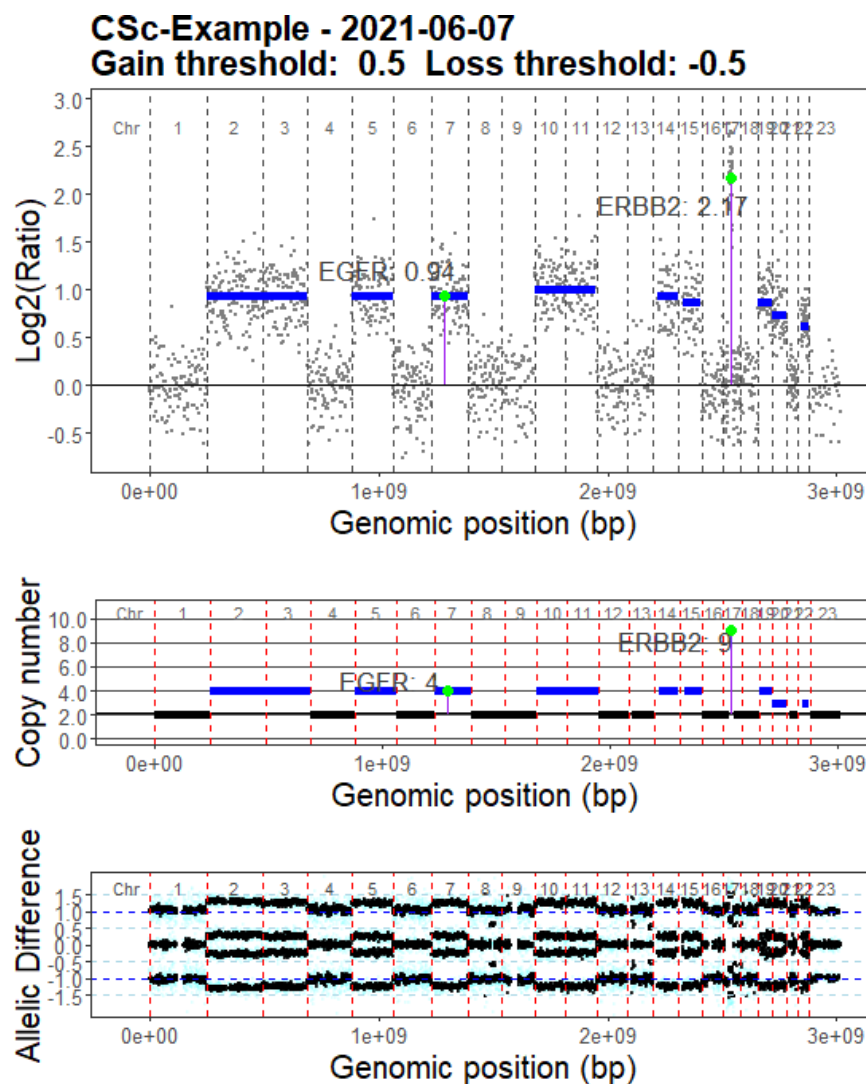 CSc-Example - 2021-06-07
Gain threshold:  0.5  Loss threshold: -0.5
3.0
Chr 1 2 3 4 5 6 7 8 9 10 11 12 13 14 15 16 17 18 19 20 21 22 23
2.5
ERBB2: 2.17
2.0
1.5
EGFR: 0.94
1.0
0.5
0.0
-0.5
Log2(Ratio)
0e+00 1e+09 2e+09 3e+09
Genomic position (bp)
Chr 1 2 3 4 5 6 7 8 9 10 11 12 13 14 15 16 17 18 19 20 21 22 23
10.0
8.0
ERBB2: 9
6.0
EGFR: 4
4.0
2.0
0.0
Copy number
0e+00 1e+09 2e+09 3e+09
Genomic position (bp)
Chr 1 2 3 4 5 6 7 8 9 10 11 12 13 14 15 16 17 18 19 20 21 22 23
1.5
1.0
0.5
0.0
-0.5
-1.0
-1.5
Allelic Difference
0e+00 1e+09 2e+09 3e+09
Genomic position (bp)